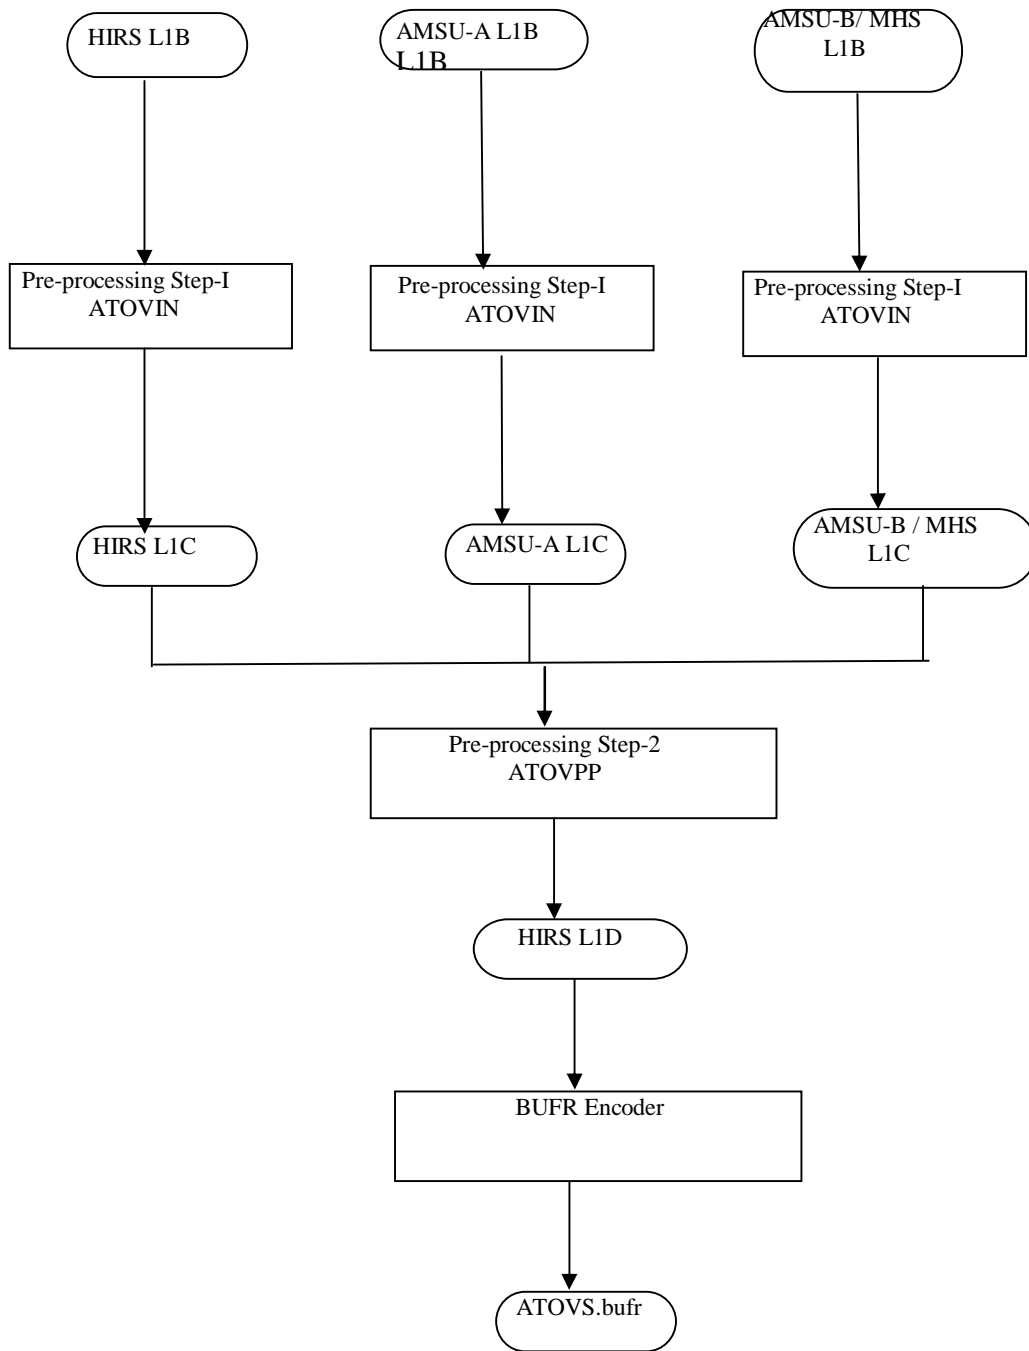 HIRS L1B
AMSU-A L1B
L1B
AMSU-B/ MHS
L1B
Pre-processing Step-I
ATOVIN
Pre-processing Step-I
ATOVIN
Pre-processing Step-I
ATOVIN
HIRS L1C
AMSU-A L1C
AMSU-B / MHS
L1C
Pre-processing Step-2
ATOVPP
HIRS L1D
BUFR Encoder
ATOVS.bufr